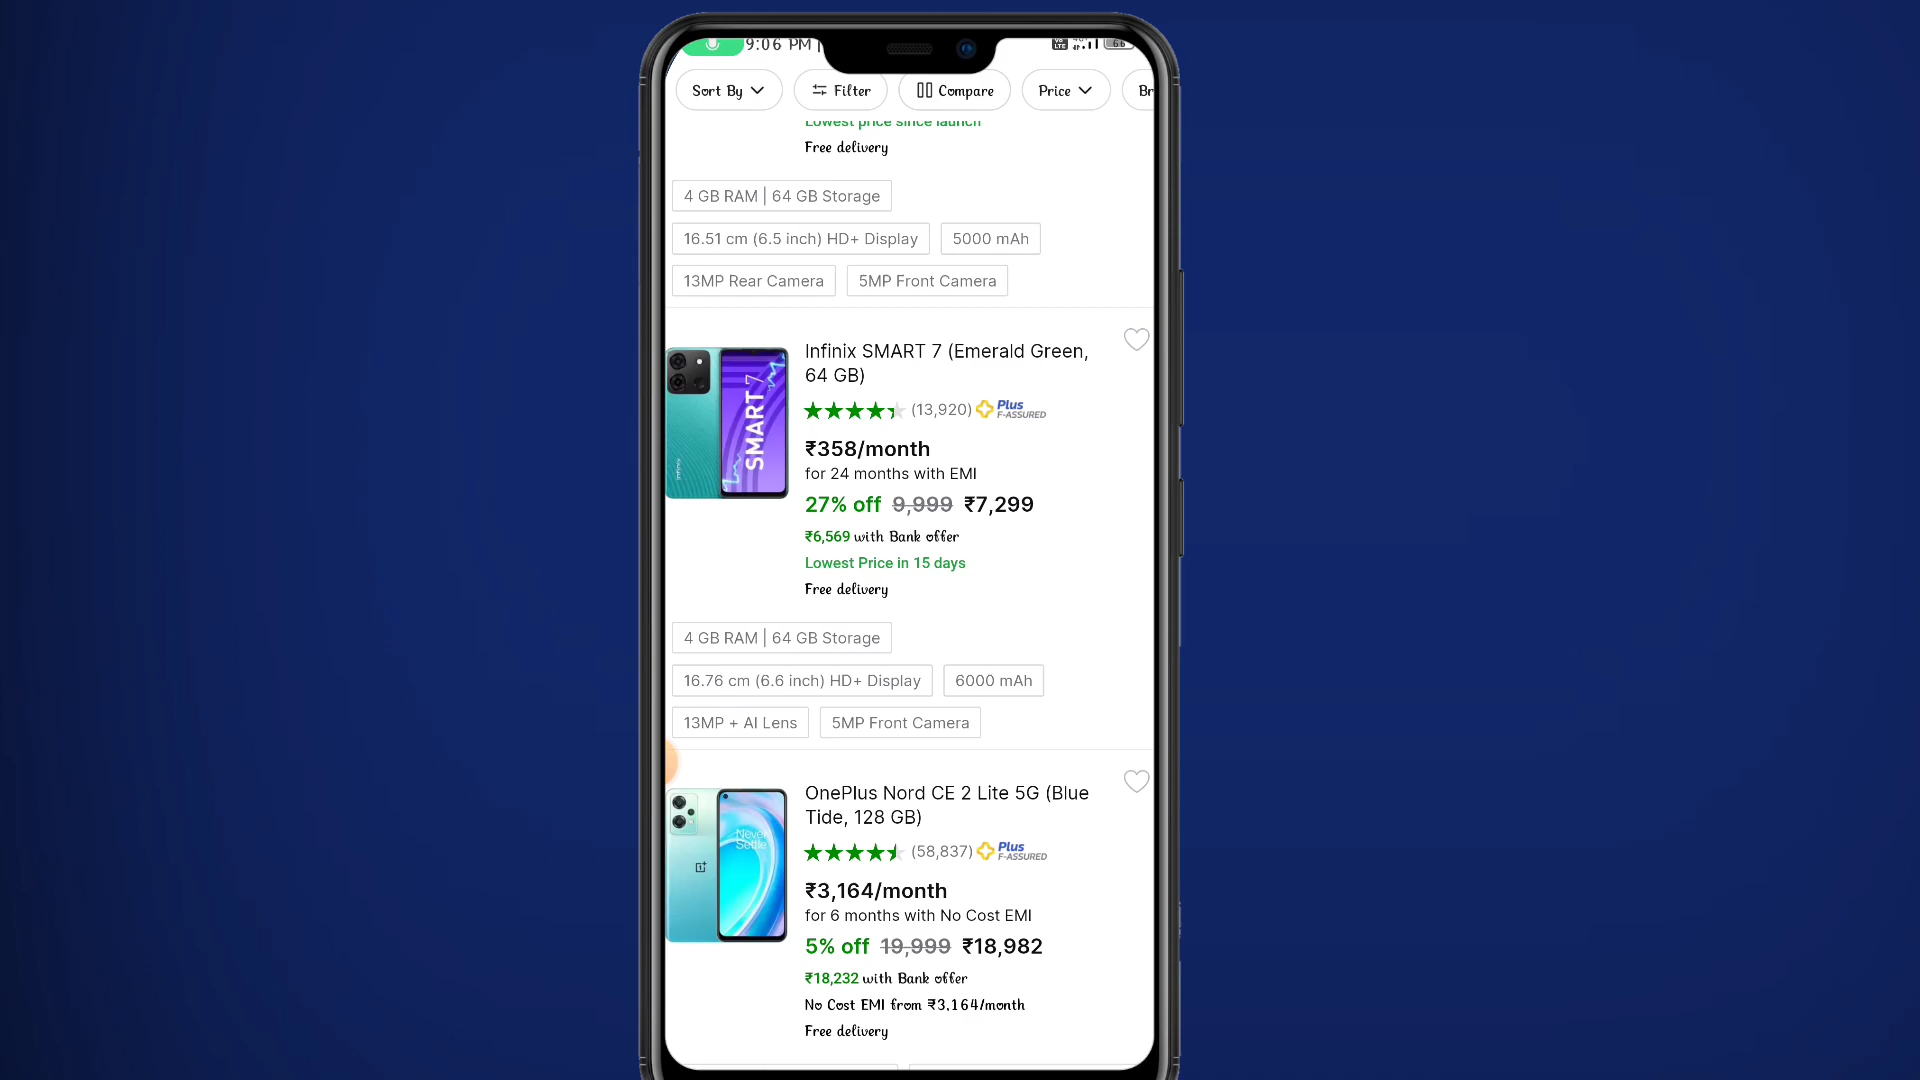 9:06 PM
66
Sort By
Filter
Compare
Price
Br
Lowest price since launch
Free delivery
4 GB RAM | 64 GB Storage
16.51 cm (6.5 inch) HD+ Display
5000 mAh
13MP Rear Camera
5MP Front Camera
Infinix SMART 7 (Emerald Green,
64 GB)
(13,920)
Plus
F-ASSURED
₹358/month
for 24 months with EMI
27% off 9,999 ₹7,299
₹6,569 with Bank offer
Lowest Price in 15 days
Free delivery
SMART 7
Infinix
4 GB RAM | 64 GB Storage
16.76 cm (6.6 inch) HD+ Display
6000 mAh
13MP + AI Lens
5MP Front Camera
OnePlus Nord CE 2 Lite 5G (Blue
Tide, 128 GB)
(58,837)
Plus
F-ASSURED
₹3,164/month
for 6 months with No Cost EMI
5% off 19,999 ₹18,982
₹18,232 with Bank offer
No Cost EMI from ₹3,164/month
Free delivery
Never
Settle